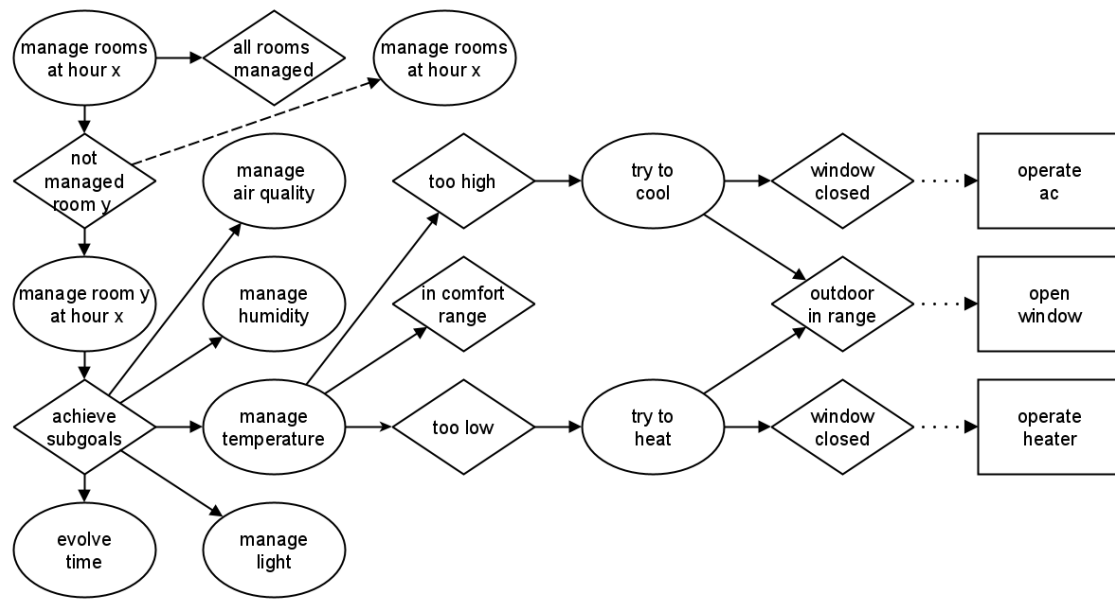 manage rooms
at hour x
all rooms
managed
manage rooms
at hour x
not
managed
room y
manage
air quality
too high
try to
cool
window
closed
operate
ac
manage room y
at hour x
manage
humidity
in comfort
range
outdoor
in range
open
window
achieve
subgoals
manage
temperature
too low
try to
heat
window
closed
operate
heater
evolve
time
manage
light